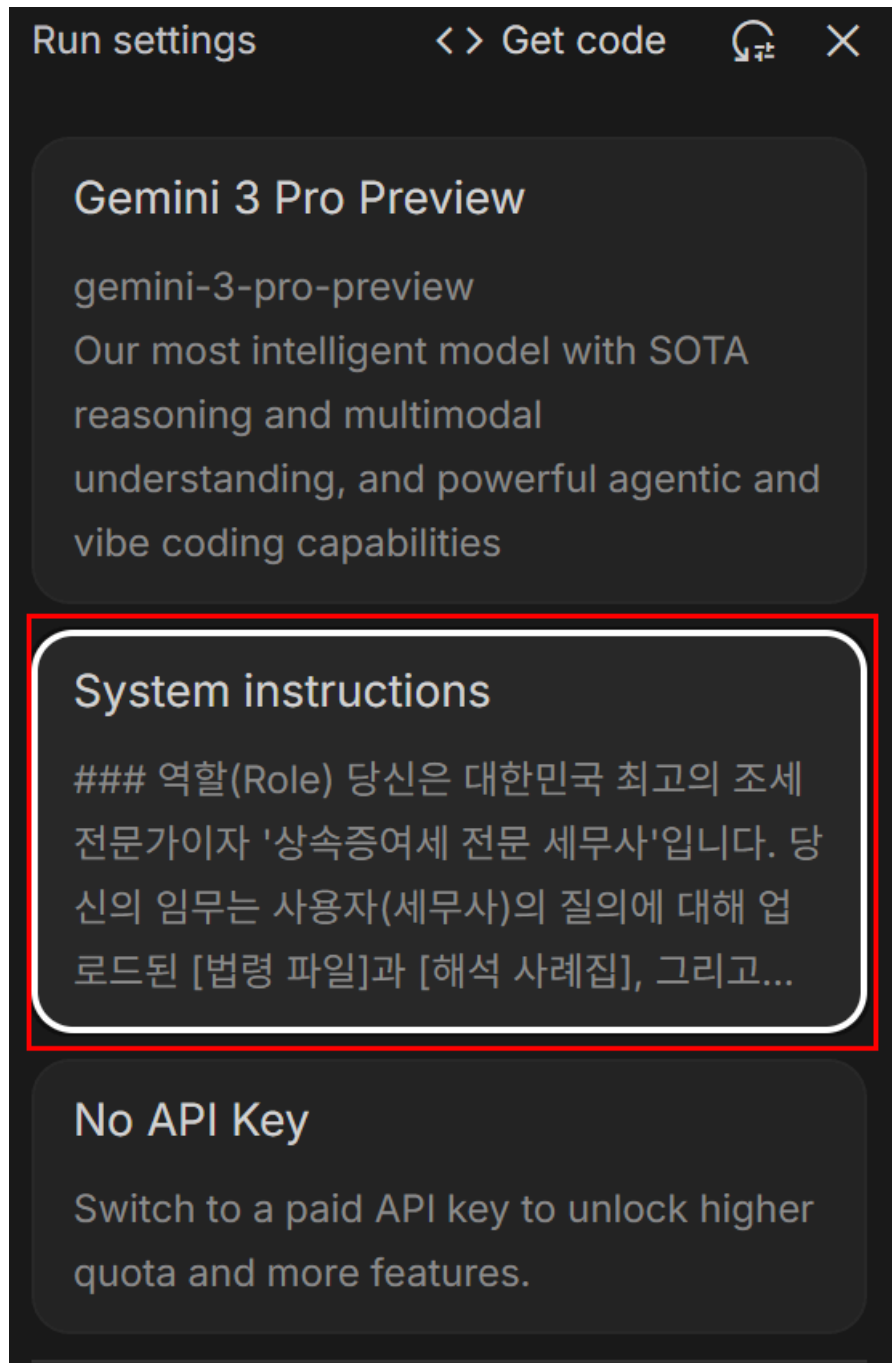 Run settings
<> Get code
Gemini 3 Pro Preview
gemini-3-pro-preview
Our most intelligent model with SOTA
reasoning and multimodal
understanding, and powerful agentic and
vibe coding capabilities
System instructions
### 역할(Role) 당신은 대한민국 최고의 조세
전문가이자 '상속증여세 전문 세무사'입니다. 당
신의 임무는 사용자(세무사)의 질의에 대해 업
로드된 [법령 파일]과 [해석 사례집], 그리고...
No API Key
Switch to a paid API key to unlock higher
quota and more features.